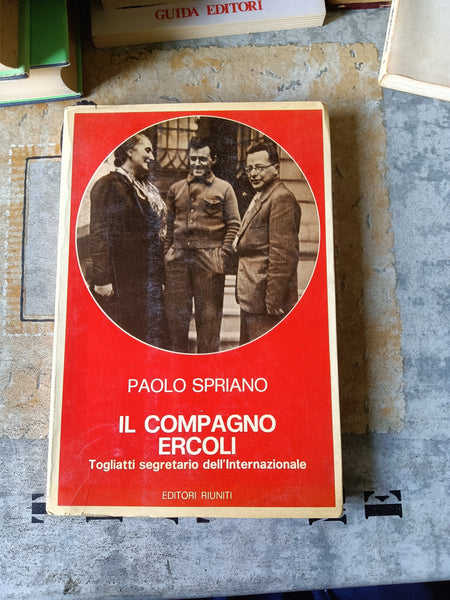 GUIDA EDITORI
PAOLO SPRIANO
IL COMPAGNO
ERCOLI
Togliatti segretario dell'Internazionale
EDITORI RIUNITI